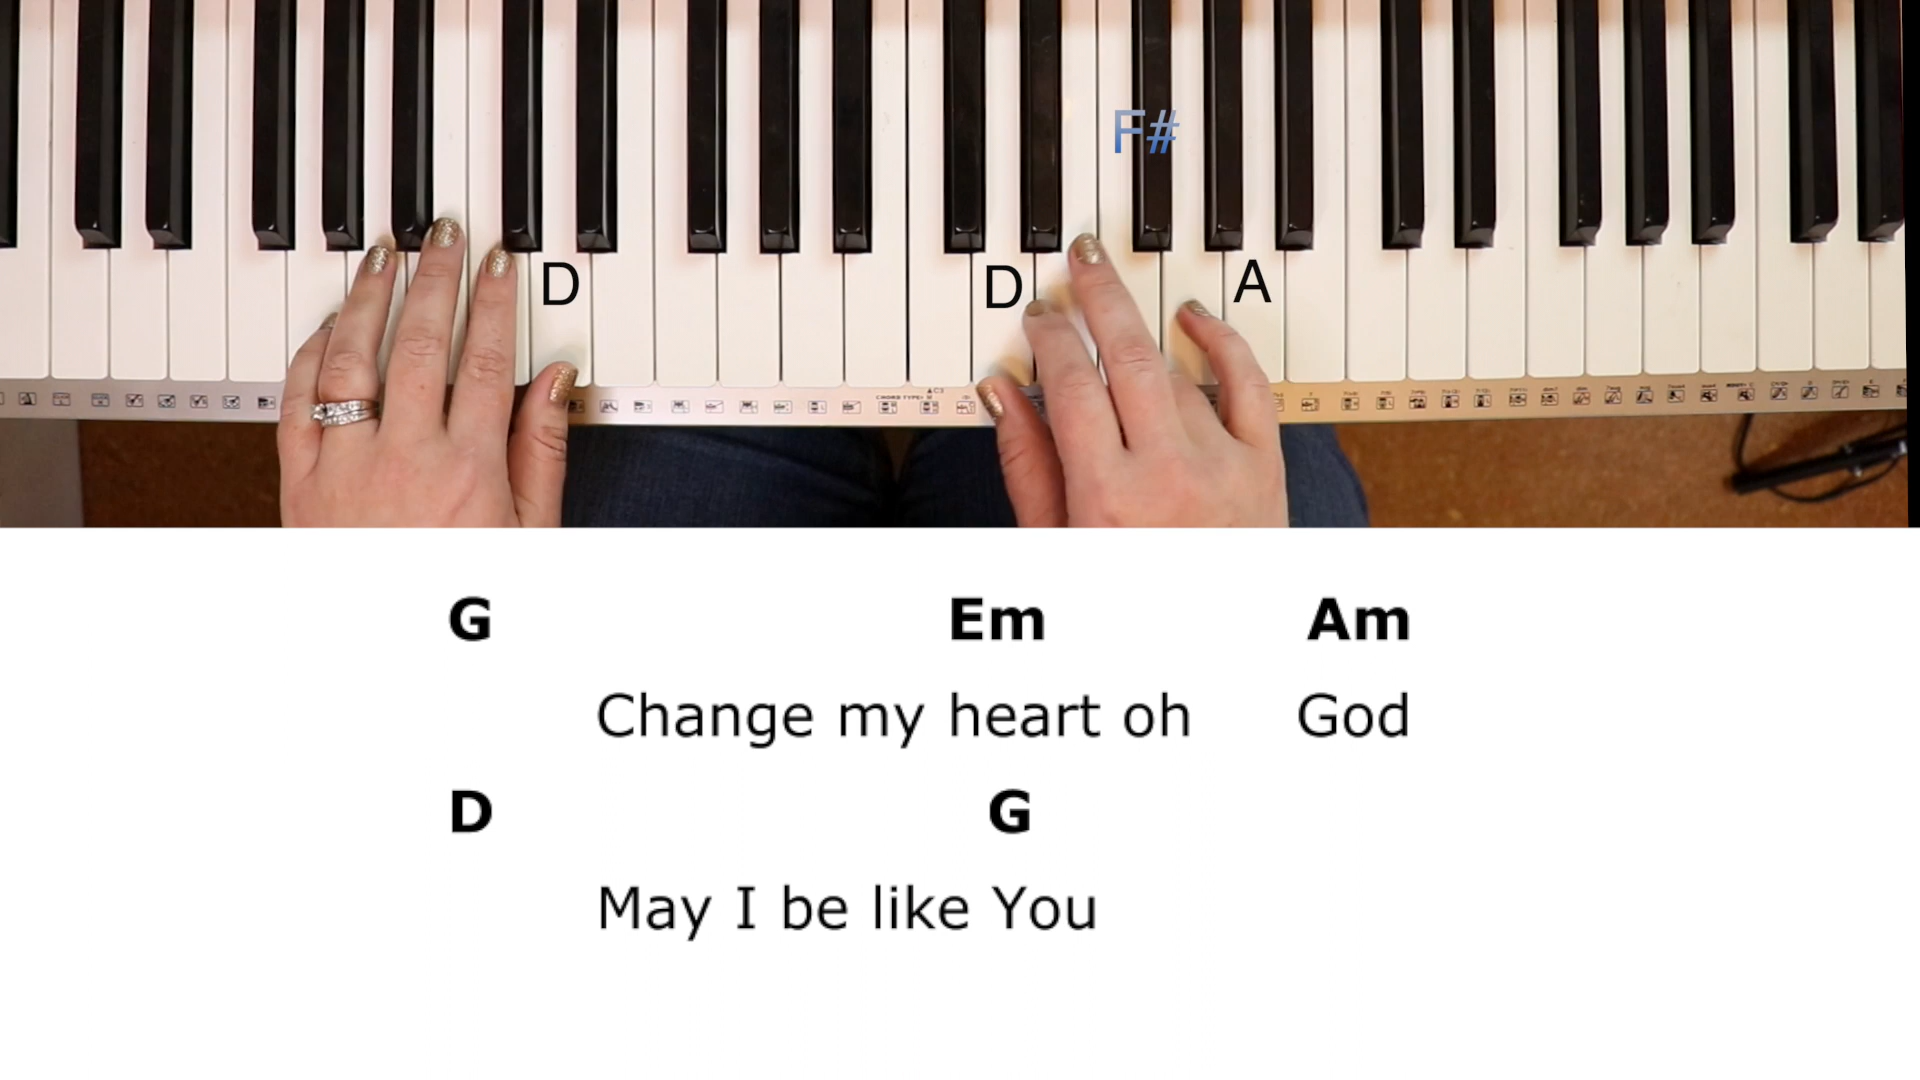 F#
D D A
G Em Am
Change my heart oh God
D G
May I be like You